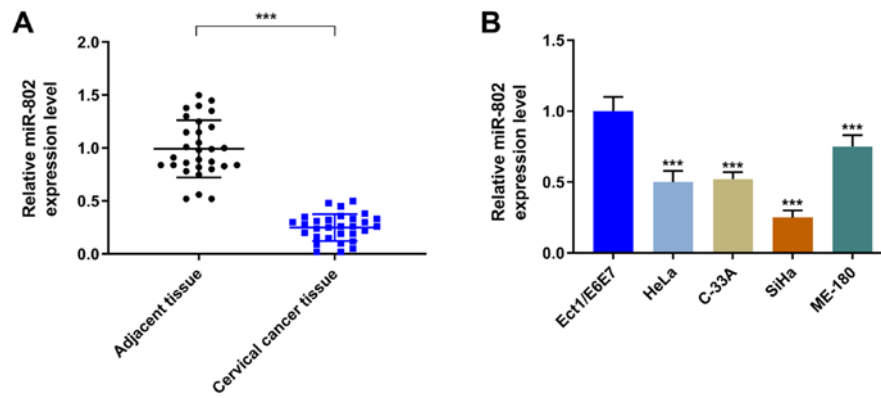 A
***
Relative miR-802
expression level
2.0
1.5
1.0
0.5
0.0
Adjacent tissue
Cervical cancer tissue
B
Relative miR-802
expression level
1.5
1.0
0.5
0.0
***
***
***
***
Ect1/E6E7
HeLa
C-33A
SiHa
ME-180